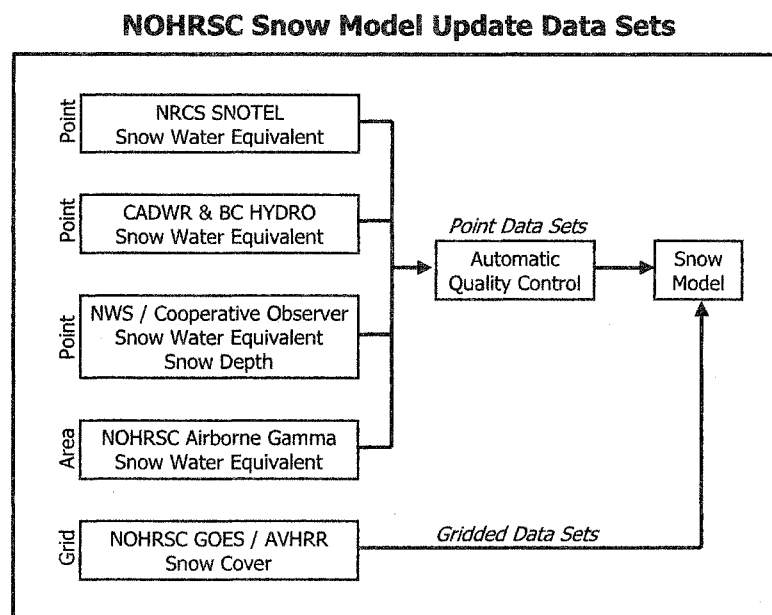 NOHRSC Snow Model Update Data Sets
Point
NRCS SNOTEL
Snow Water Equivalent
Point
CADWR & BC HYDRO
Snow Water Equivalent
Point
NWS / Cooperative Observer
Snow Water Equivalent
Snow Depth
Area
NOHRSC Airborne Gamma
Snow Water Equivalent
Grid
NOHRSC GOES / AVHRR
Snow Cover
Point Data Sets
Automatic
Quality Control
Snow
Model
Gridded Data Sets